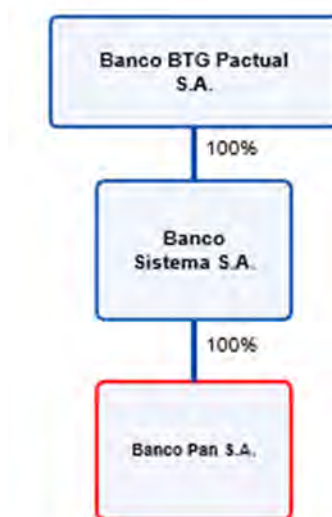 Banco BTG Pactual
S.A.
100%
Banco
Sistema S.A.
100%
Banco Pan S.A.